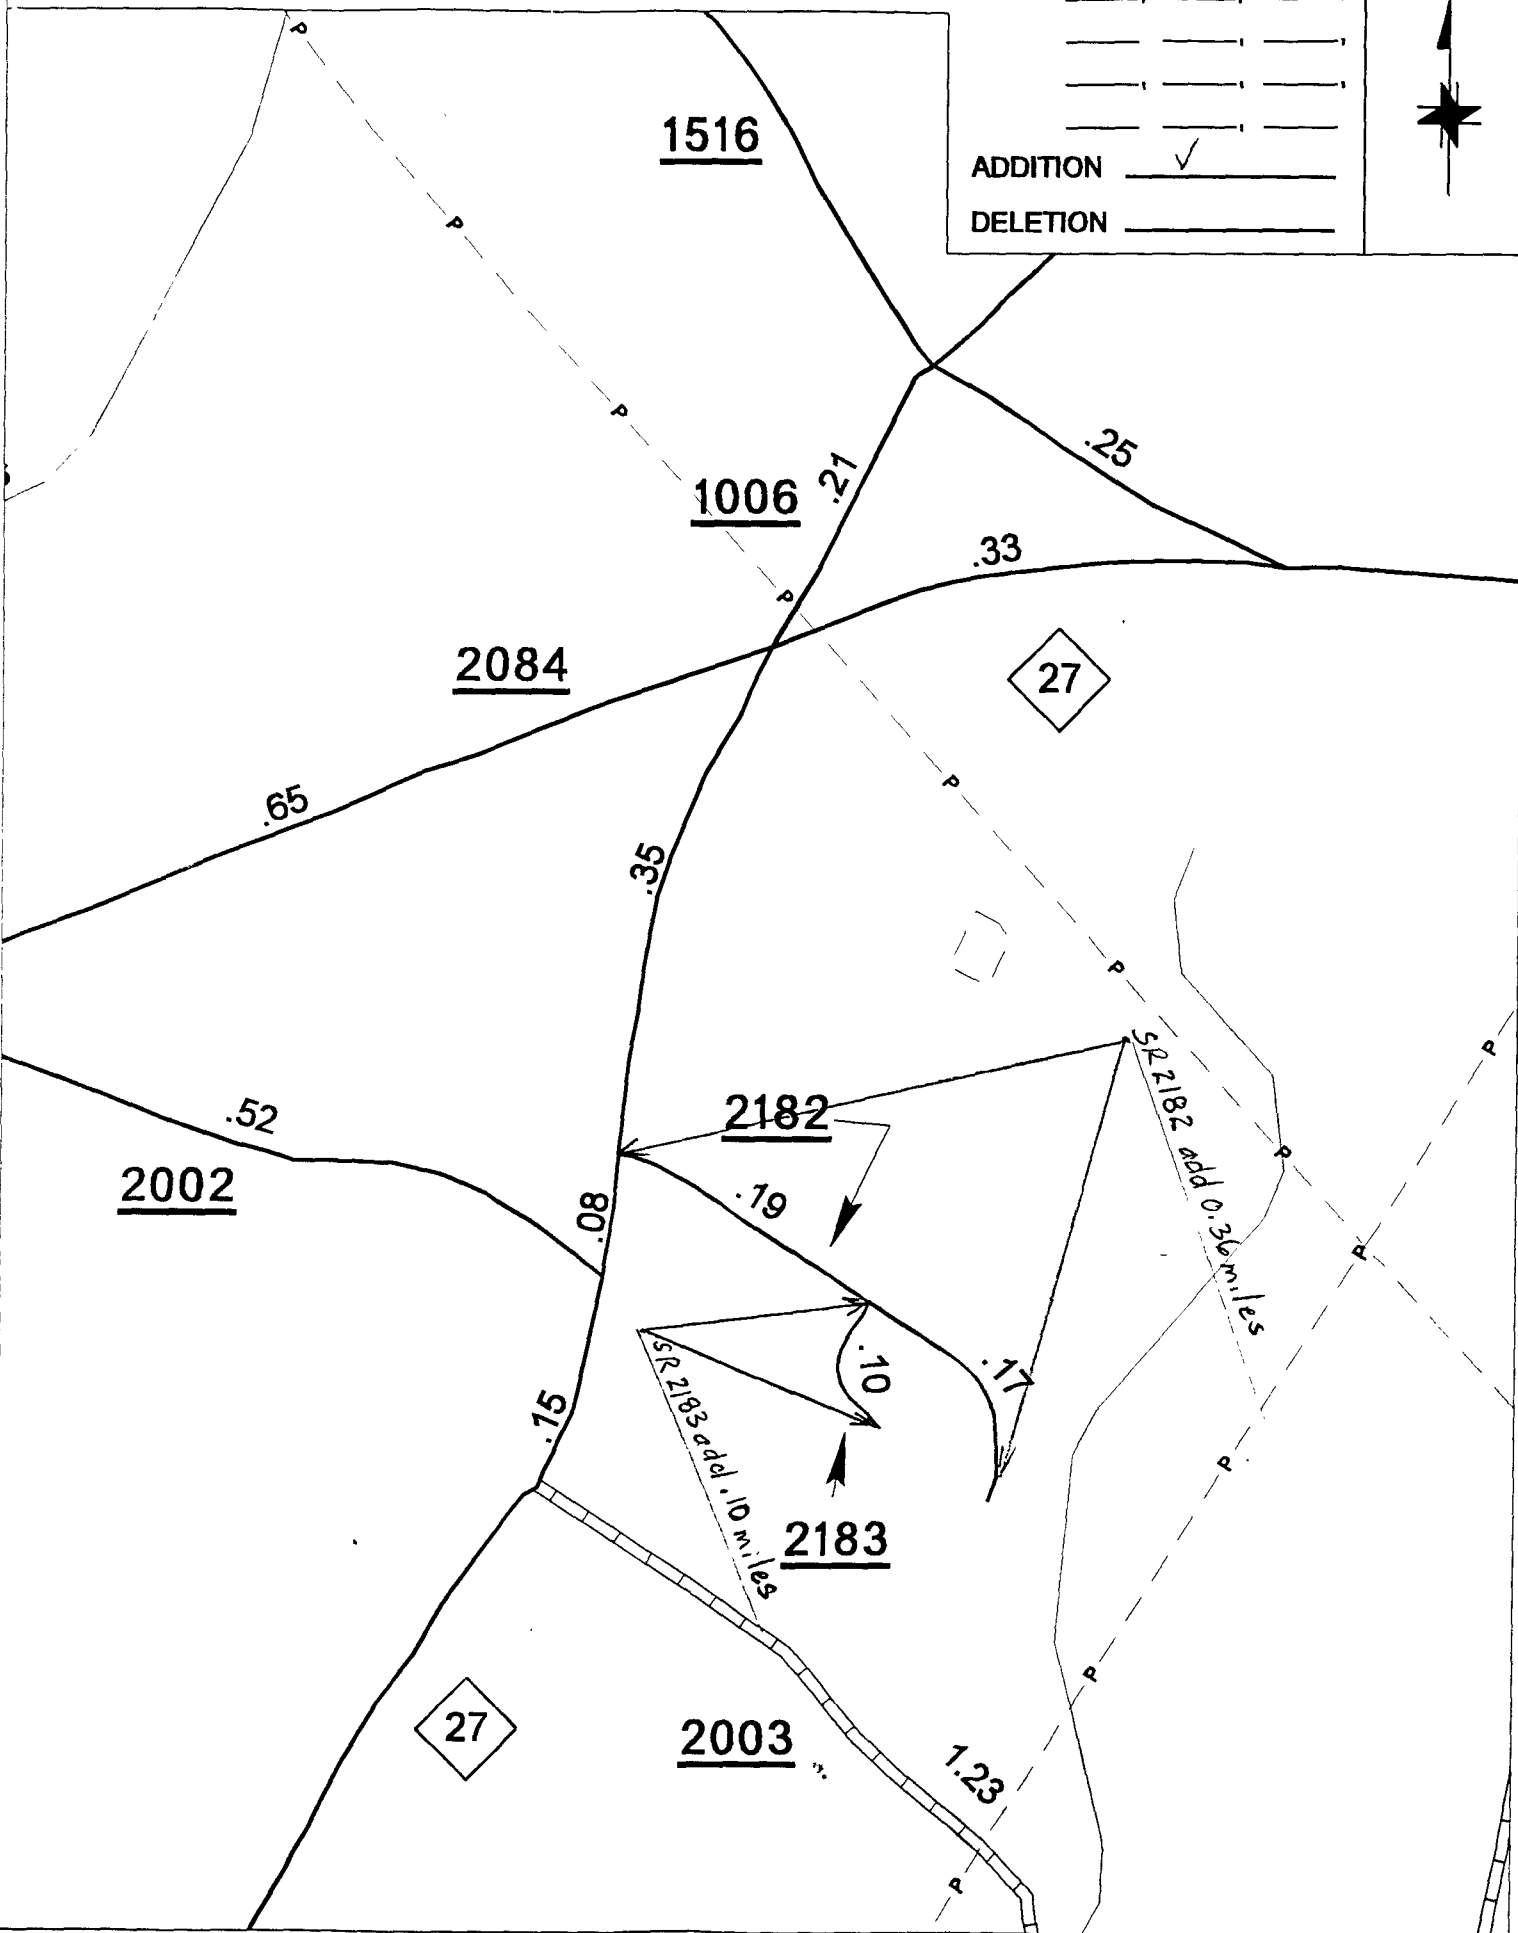 ADDITION ✓
DELETION
P
1516
P
P
.25
.21
1006
.33
P
2084
27
P
.65
.35
P
SR 2182 add 0.36 miles
P
2182
.52
P
2002
.19
.08
P
.17
.10
SR 2183 add .10 miles
.15
P
2183
P
27
2003
1.23
P